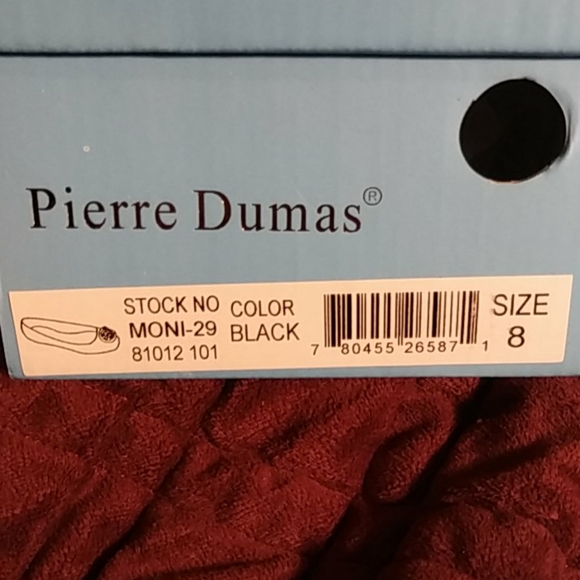 Pierre Dumas®
STOCK NO
MONI-29
81012 101
COLOR
BLACK
7 80455 26587 1
SIZE
8